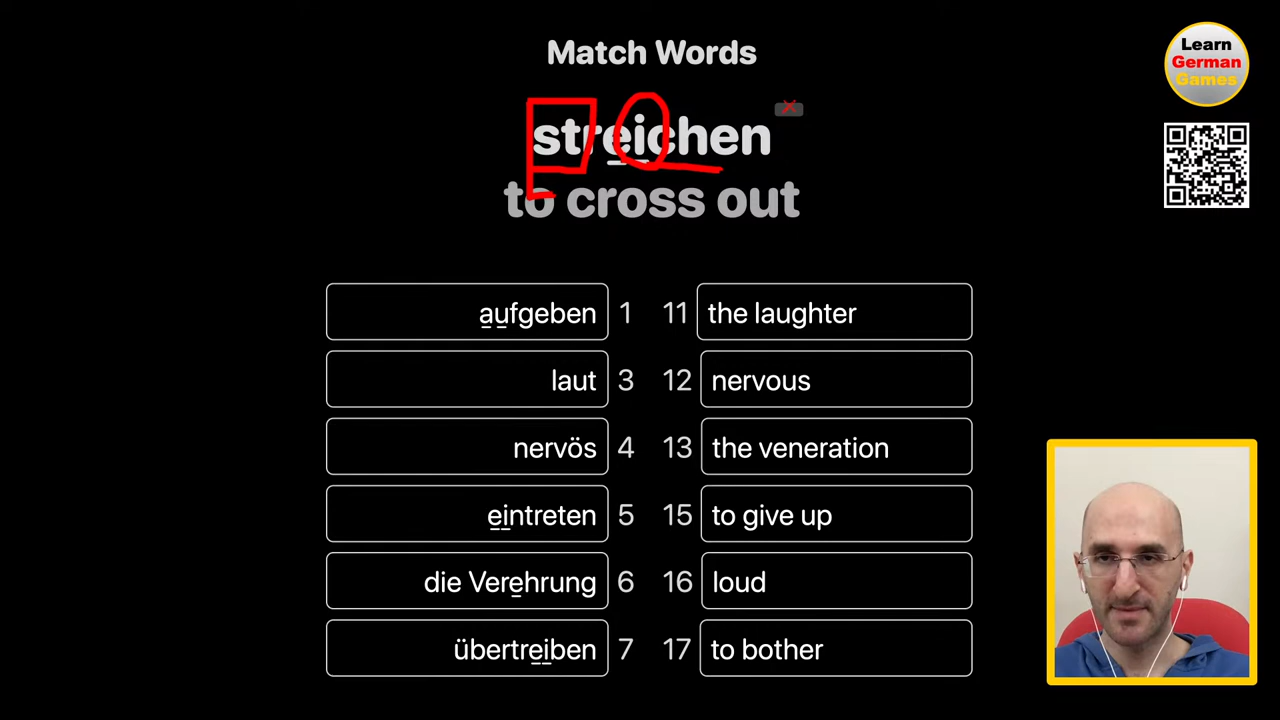 Match Words
Learn
German
Games
streichen
to cross out
aufgeben 1 11 the laughter
laut 3 12 nervous
nervös 4 13 the veneration
eintreten 5 15 to give up
die Verehrung 6 16 loud
übertreiben 7 17 to bother